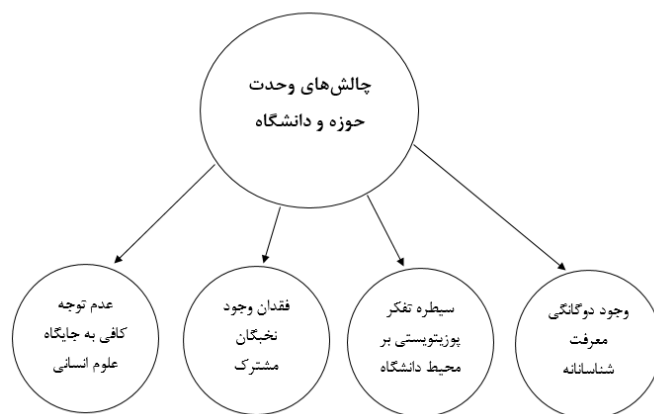 چالش‌های وحدت
حوزه و دانشگاه
وجود دوگانگی
معرفت
شناسانانه
سیطره تفکر
پوزیتویستی بر
محیط دانشگاه
فقدان وجود
نخبگان
مشترک
عدم توجه
کافی به جایگاه
علوم انسانی